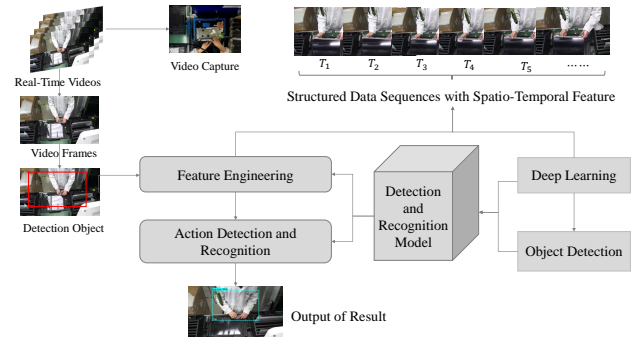 Real-Time Videos
Video Capture
T1 T2 T3 T4 T5 ......
Structured Data Sequences with Spatio-Temporal Feature
Video Frames
Detection Object
Feature Engineering
Action Detection and
Recognition
Detection
and
Recognition
Model
Deep Learning
Object Detection
Output of Result